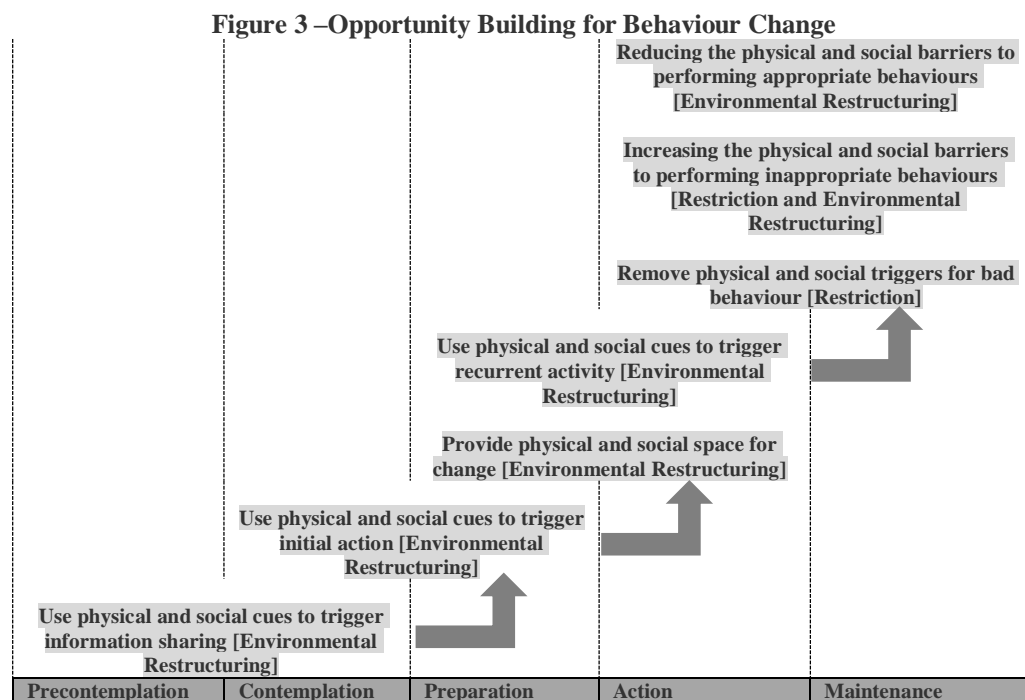 Figure 3 –Opportunity Building for Behaviour Change
Reducing the physical and social barriers to
performing appropriate behaviours
[Environmental Restructuring]
Increasing the physical and social barriers
to performing inappropriate behaviours
[Restriction and Environmental
Restructuring]
Remove physical and social triggers for bad
behaviour [Restriction]
Use physical and social cues to trigger
recurrent activity [Environmental
Restructuring]
Provide physical and social space for
change [Environmental Restructuring]
Use physical and social cues to trigger
initial action [Environmental
Restructuring]
Use physical and social cues to trigger
information sharing [Environmental
Restructuring]
Precontemplation Contemplation Preparation Action Maintenance